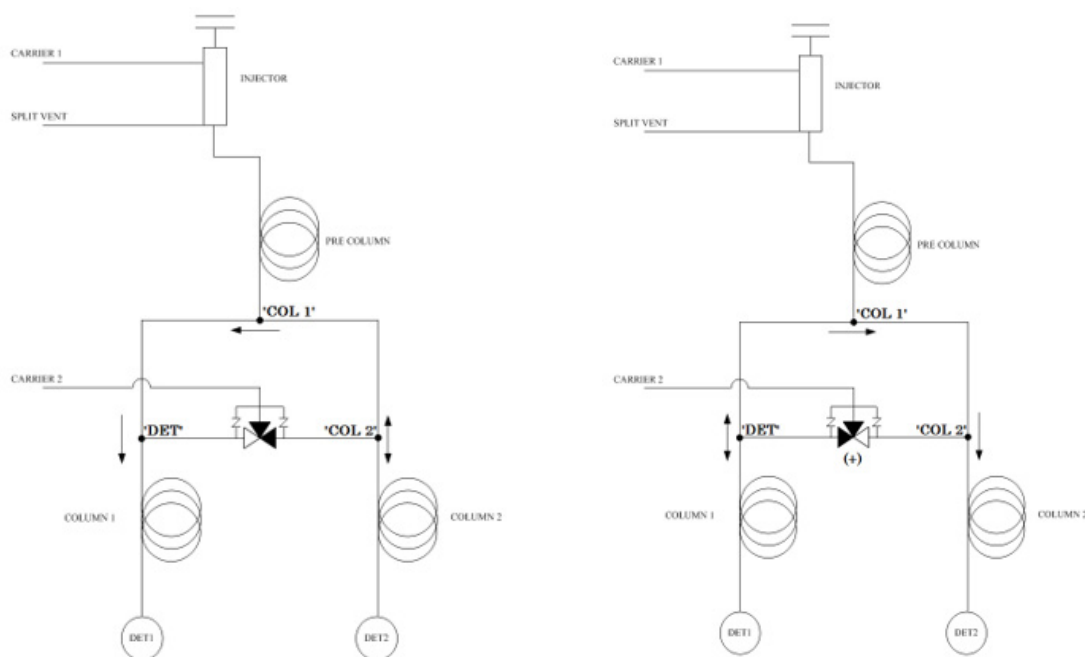 CARRIER 1
INJECTOR
SPLIT VENT
PRE COLUMN
'COL 1'
CARRIER 2
'DET'
'COL 2'
COLUMN 1
COLUMN 2
DET1
DET2
CARRIER 1
INJECTOR
SPLIT VENT
PRE COLUMN
'COL 1'
CARRIER 2
'DET'
'COL 2'
(+)
COLUMN 1
COLUMN 2
DET1
DET2